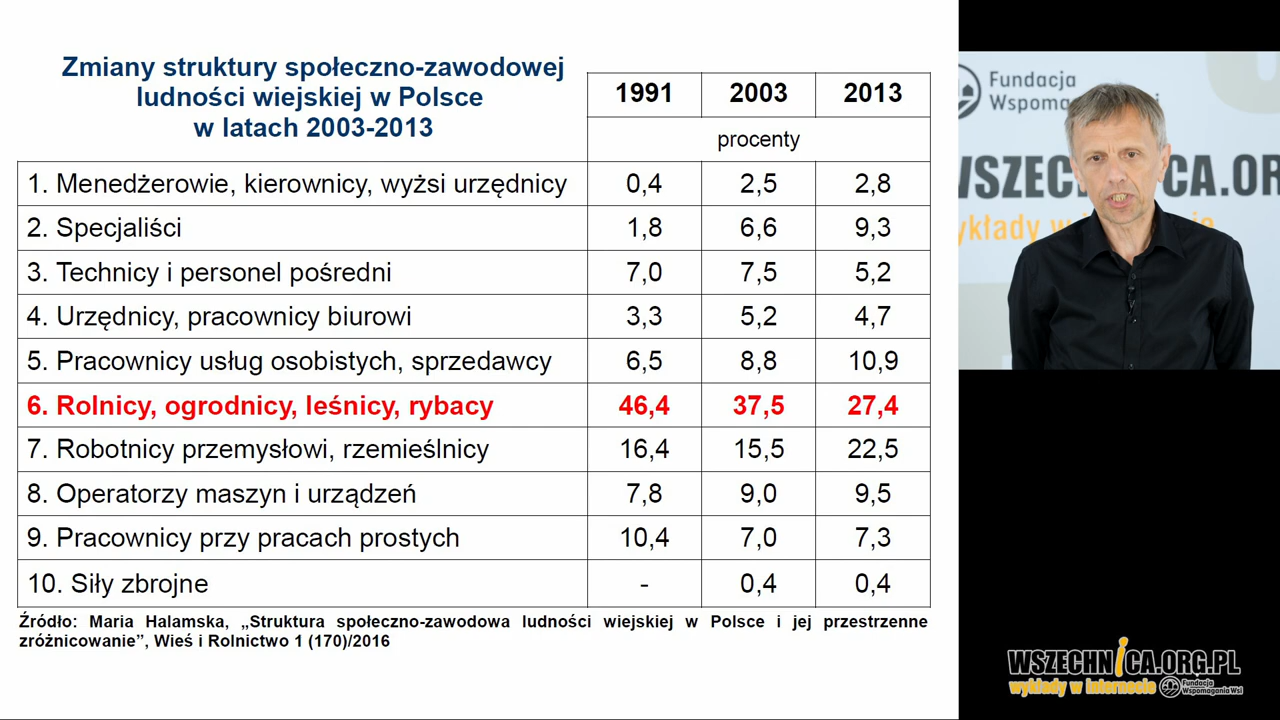 Zmiany struktury społeczno-zawodowej
ludności wiejskiej w Polsce
w latach 2003-2013
1991 2003 2013
procenty
1. Menedżerowie, kierownicy, wyżsi urzędnicy 0,4 2,5 2,8
2. Specjaliści 1,8 6,6 9,3
3. Technicy i personel pośredni 7,0 7,5 5,2
4. Urzędnicy, pracownicy biurowi 3,3 5,2 4,7
5. Pracownicy usług osobistych, sprzedawcy 6,5 8,8 10,9
6. Rolnicy, ogrodnicy, leśnicy, rybacy 46,4 37,5 27,4
7. Robotnicy przemysłowi, rzemieślnicy 16,4 15,5 22,5
8. Operatorzy maszyn i urządzeń 7,8 9,0 9,5
9. Pracownicy przy pracach prostych 10,4 7,0 7,3
10. Siły zbrojne - 0,4 0,4
Źródło: Maria Halamska, „Struktura społeczno-zawodowa ludności wiejskiej w Polsce i jej przestrzenne
zróżnicowanie”, Wieś i Rolnictwo 1 (170)/2016
Fundacja
WSZECHNICA.ORG.PL
wykłady w internecie
Fundacja
Wspomagania Wsi